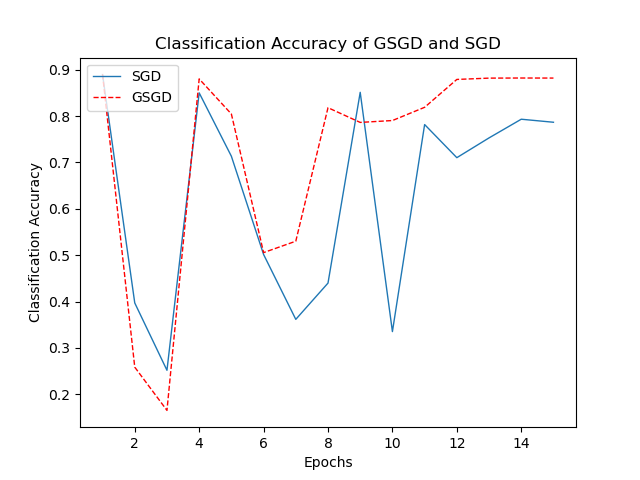 Classification Accuracy of GSGD and SGD
SGD
GSGD
Classification Accuracy
0.9
0.8
0.7
0.6
0.5
0.4
0.3
0.2
2 4 6 8 10 12 14
Epochs